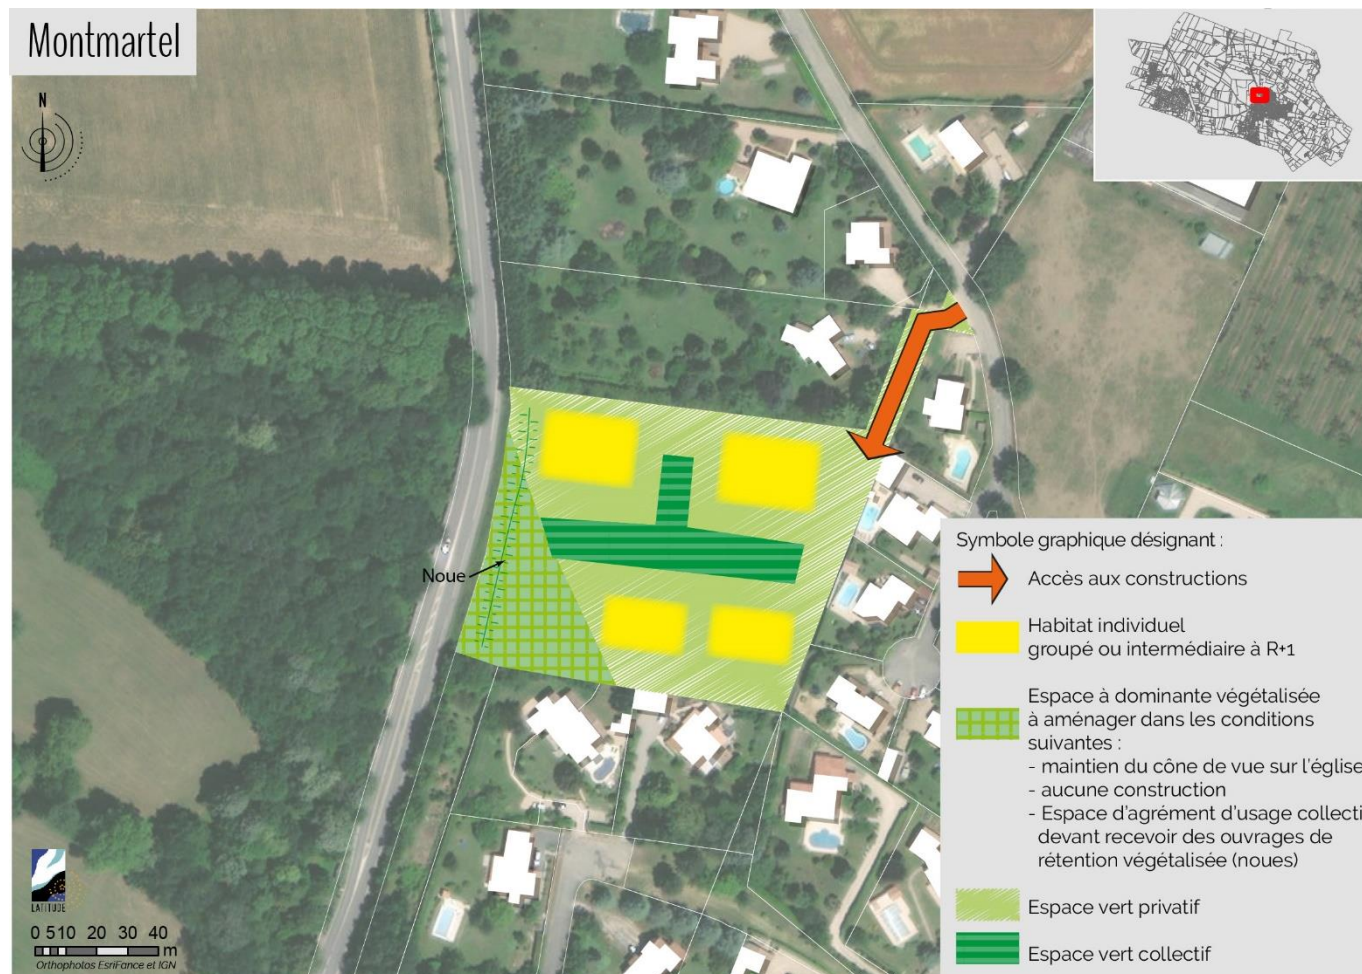 Montmartel
N
Noue
Symbole graphique désignant :
Accès aux constructions
Habitat individuel
groupé ou intermédiaire à R+1
Espace à dominante végétalisée
à aménager dans les conditions
suivantes :
- maintien du cône de vue sur l'église
- aucune construction
- Espace d'agrément d'usage collecti
devant recevoir des ouvrages de
rétention végétalisée (noues)
Espace vert privatif
Espace vert collectif
LATITUDE
0 5 10 20 30 40
m
Orthophotos EsriFance et IGN